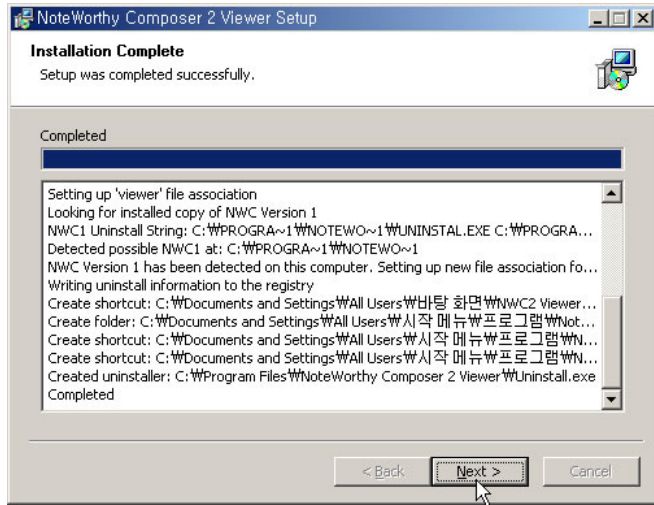 NoteWorthy Composer 2 Viewer Setup
Installation Complete
Setup was completed successfully.
Completed
Setting up 'viewer' file association
Looking for installed copy of NWC Version 1
NWC1 Uninstall String: C:₩PROGRA~1₩NOTEWO~1₩UNINSTAL.EXE C:₩PROGRA...
Detected possible NWC1 at: C:₩PROGRA~1₩NOTEWO~1
NWC Version 1 has been detected on this computer. Setting up new file association fo...
Writing uninstall information to the registry
Create shortcut: C:₩Documents and Settings₩All Users₩바탕 화면₩NWC2 Viewer...
Create folder: C:₩Documents and Settings₩All Users₩시작 메뉴₩프로그램₩Not...
Create shortcut: C:₩Documents and Settings₩All Users₩시작 메뉴₩프로그램₩N...
Create shortcut: C:₩Documents and Settings₩All Users₩시작 메뉴₩프로그램₩N...
Created uninstaller: C:₩Program Files₩NoteWorthy Composer 2 Viewer₩Uninstall.exe
Completed
< Back Next > Cancel